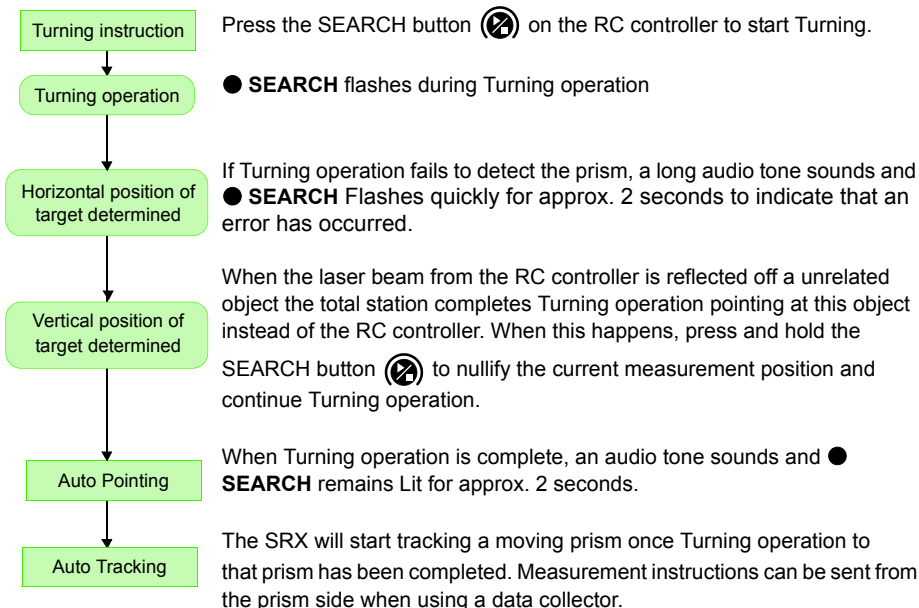 Turning instruction
Press the SEARCH button on the RC controller to start Turning.
Turning operation
● SEARCH flashes during Turning operation
Horizontal position of
target determined
If Turning operation fails to detect the prism, a long audio tone sounds and
● SEARCH Flashes quickly for approx. 2 seconds to indicate that an
error has occurred.
Vertical position of
target determined
When the laser beam from the RC controller is reflected off a unrelated
object the total station completes Turning operation pointing at this object
instead of the RC controller. When this happens, press and hold the
SEARCH button to nullify the current measurement position and
continue Turning operation.
Auto Pointing
When Turning operation is complete, an audio tone sounds and ●
SEARCH remains Lit for approx. 2 seconds.
Auto Tracking
The SRX will start tracking a moving prism once Turning operation to
that prism has been completed. Measurement instructions can be sent from
the prism side when using a data collector.